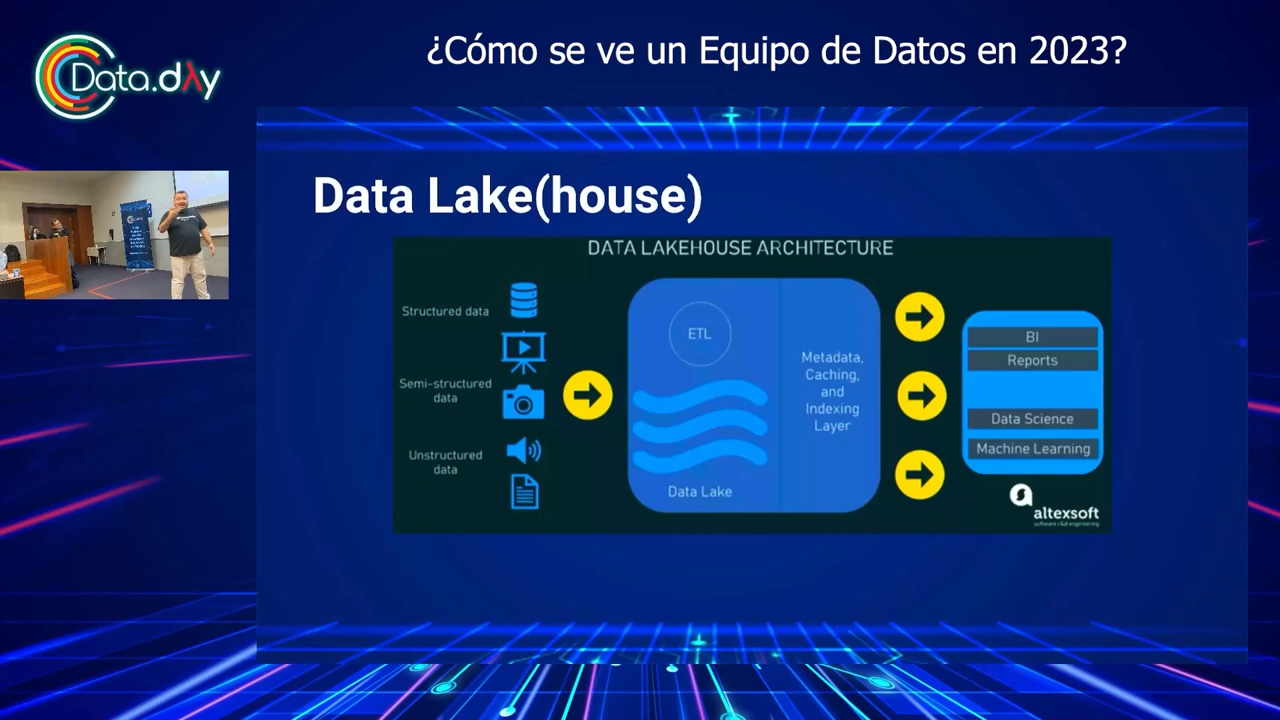 ¿Cómo se ve un Equipo de Datos en 2023?
Data.day
Data Lake(house)
DATA LAKEHOUSE ARCHITECTURE
Structured data
Semi-structured
data
Unstructured
data
ETL
Data Lake
Metadata,
Caching,
and
Indexing
Layer
BI
Reports
Data Science
Machine Learning
altexsoft
software r&d engineering